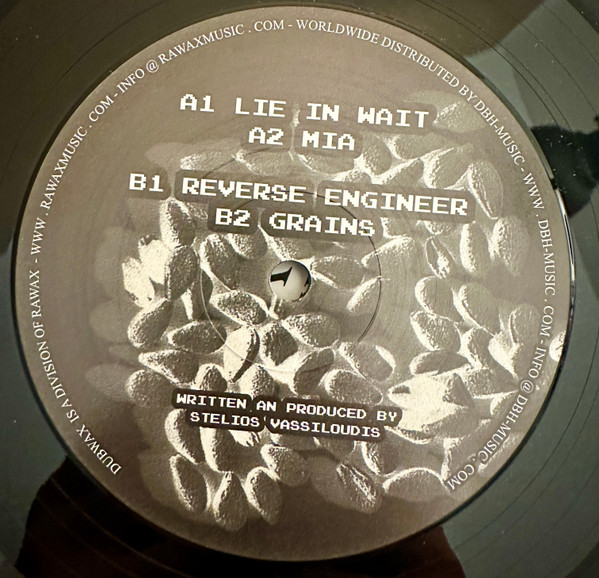 DUBWAX IS A DIVISION OF RAWAX - WWW . RAWAXMUSIC . COM - INFO @ RAWAXMUSIC . COM - WORLDWIDE DISTRIBUTED BY DBH-MUSIC - WWW . DBH-MUSIC . COM - INFO @ DBH-MUSIC . COM
A1 LIE IN WAIT
A2 MIA
B1 REVERSE ENGINEER
B2 GRAINS
WRITTEN AN PRODUCED BY
STELIOS VASSILOUDIS